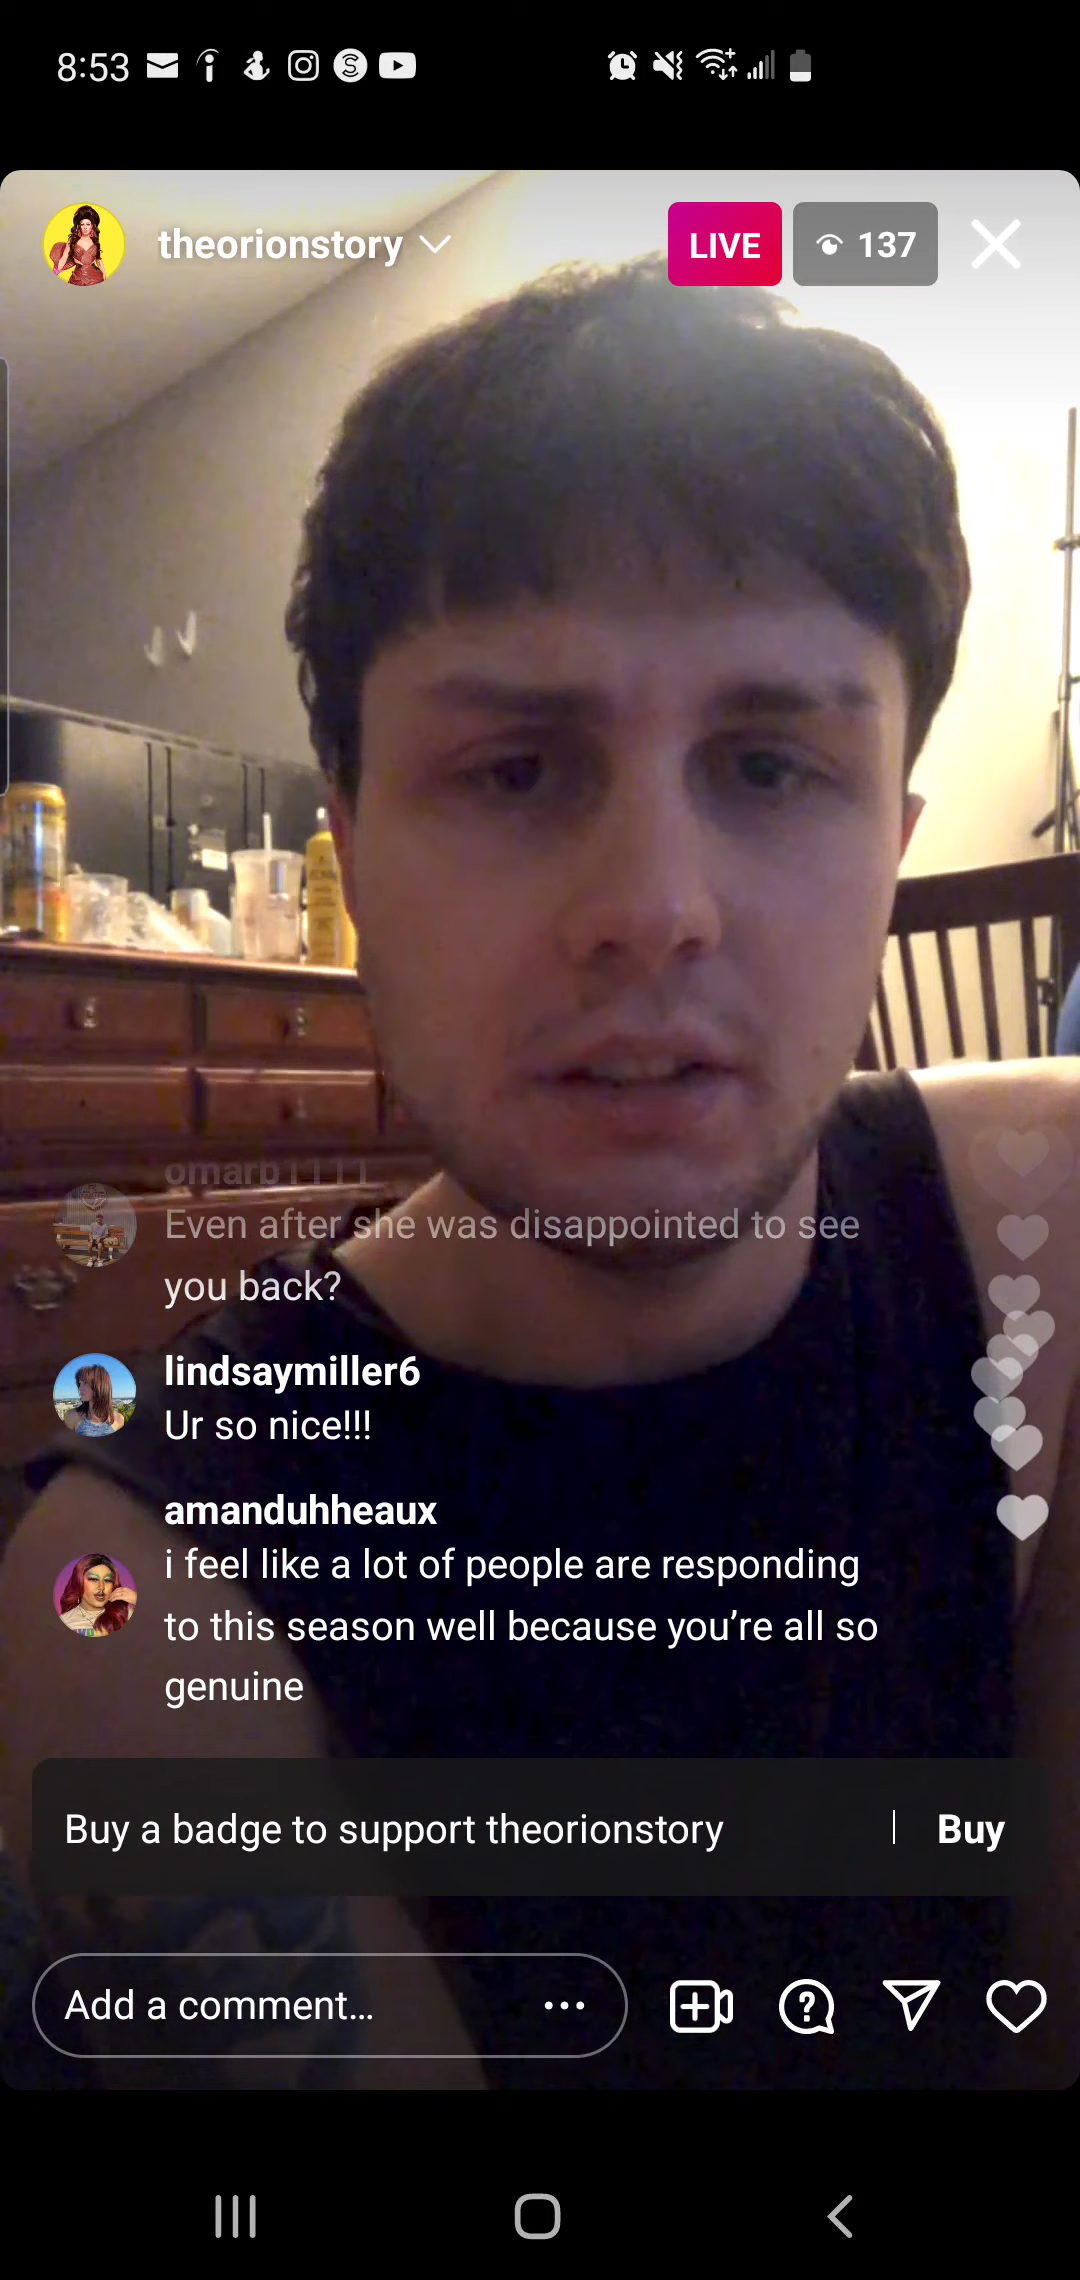 8:53
theorionstory
LIVE
137
omarb1111
Even after she was disappointed to see
you back?
lindsaymiller6
Ur so nice!!!
amanduhheaux
i feel like a lot of people are responding
to this season well because you’re all so
genuine
Buy a badge to support theorionstory
Buy
Add a comment…